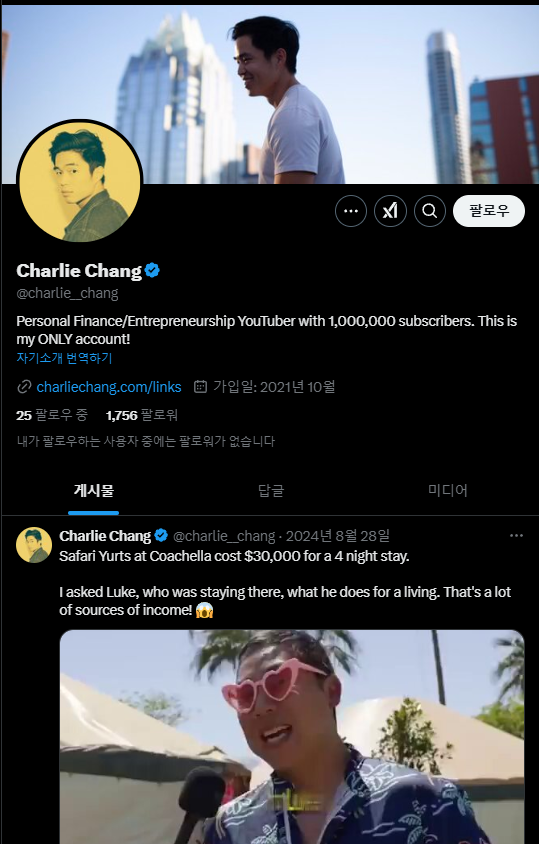 팔로우
Charlie Chang
@charlie__chang
Personal Finance/Entrepreneurship YouTuber with 1,000,000 subscribers. This is
my ONLY account!
자기소개 번역하기
charliechang.com/links 가입일: 2021년 10월
25 팔로우 중 1,756 팔로워
내가 팔로우하는 사용자 중에는 팔로워가 없습니다
게시물 답글 미디어
Charlie Chang @charlie__chang · 2024년 8월 28일
Safari Yurts at Coachella cost $30,000 for a 4 night stay.
I asked Luke, who was staying there, what he does for a living. That's a lot
of sources of income! 😱